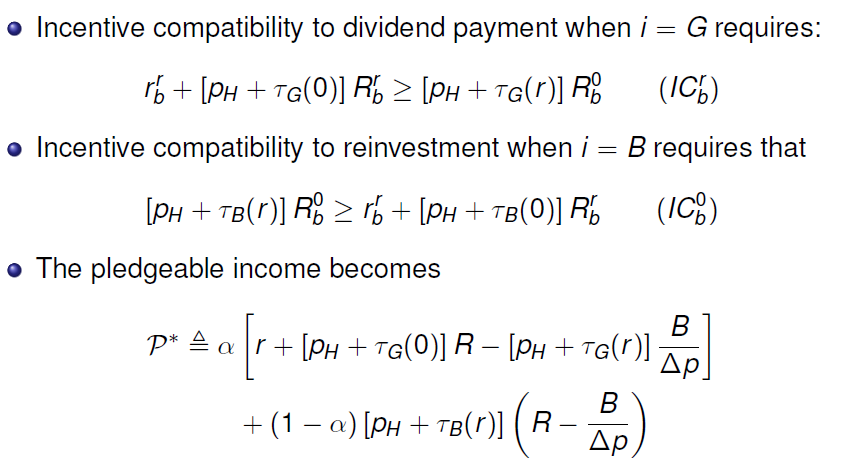 Incentive compatibility to dividend payment when i = G requires:
r_b^r + [p_H + τ_G(0)] R_b^r ≥ [p_H + τ_G(r)] R_b^0 (IC_b^r)
Incentive compatibility to reinvestment when i = B requires that
[p_H + τ_B(r)] R_b^0 ≥ r_b^r + [p_H + τ_B(0)] R_b^r (IC_b^0)
The pledgeable income becomes
𝒫* ≜ α [r + [p_H + τ_G(0)] R − [p_H + τ_G(r)] B/Δp]
+ (1 − α) [p_H + τ_B(r)] (R − B/Δp)